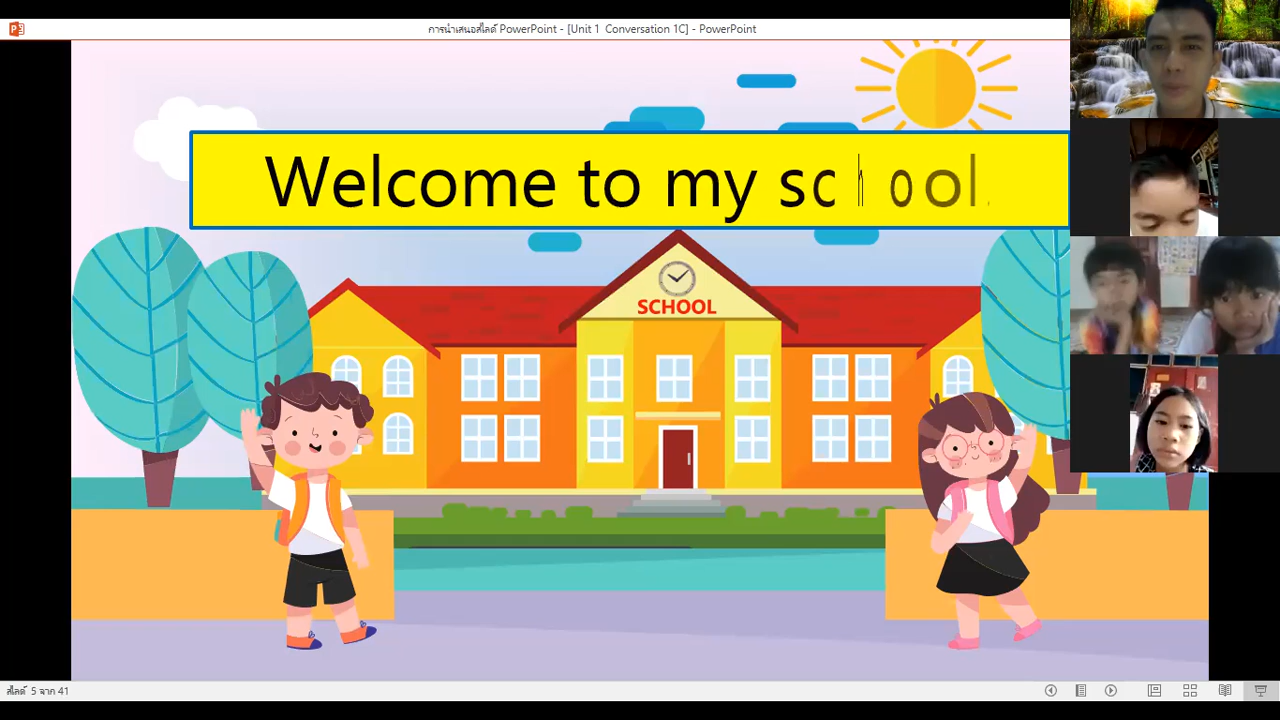 การนำเสนอสไลด์ PowerPoint - [Unit 1 Conversation 1C] - PowerPoint
Welcome to my school.
SCHOOL
สไลด์ 5 จาก 41